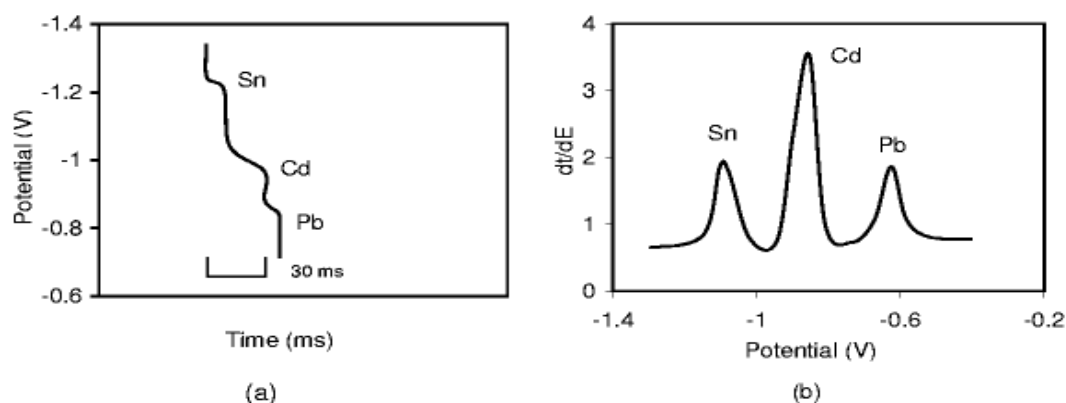 -1.4
-1.2
-1
-0.8
-0.6
Potential (V)
Sn
Cd
Pb
30 ms
Time (ms)
(a)
4
3
2
1
0
dt/dE
Sn
Cd
Pb
-1.4
-1
-0.6
-0.2
Potential (V)
(b)